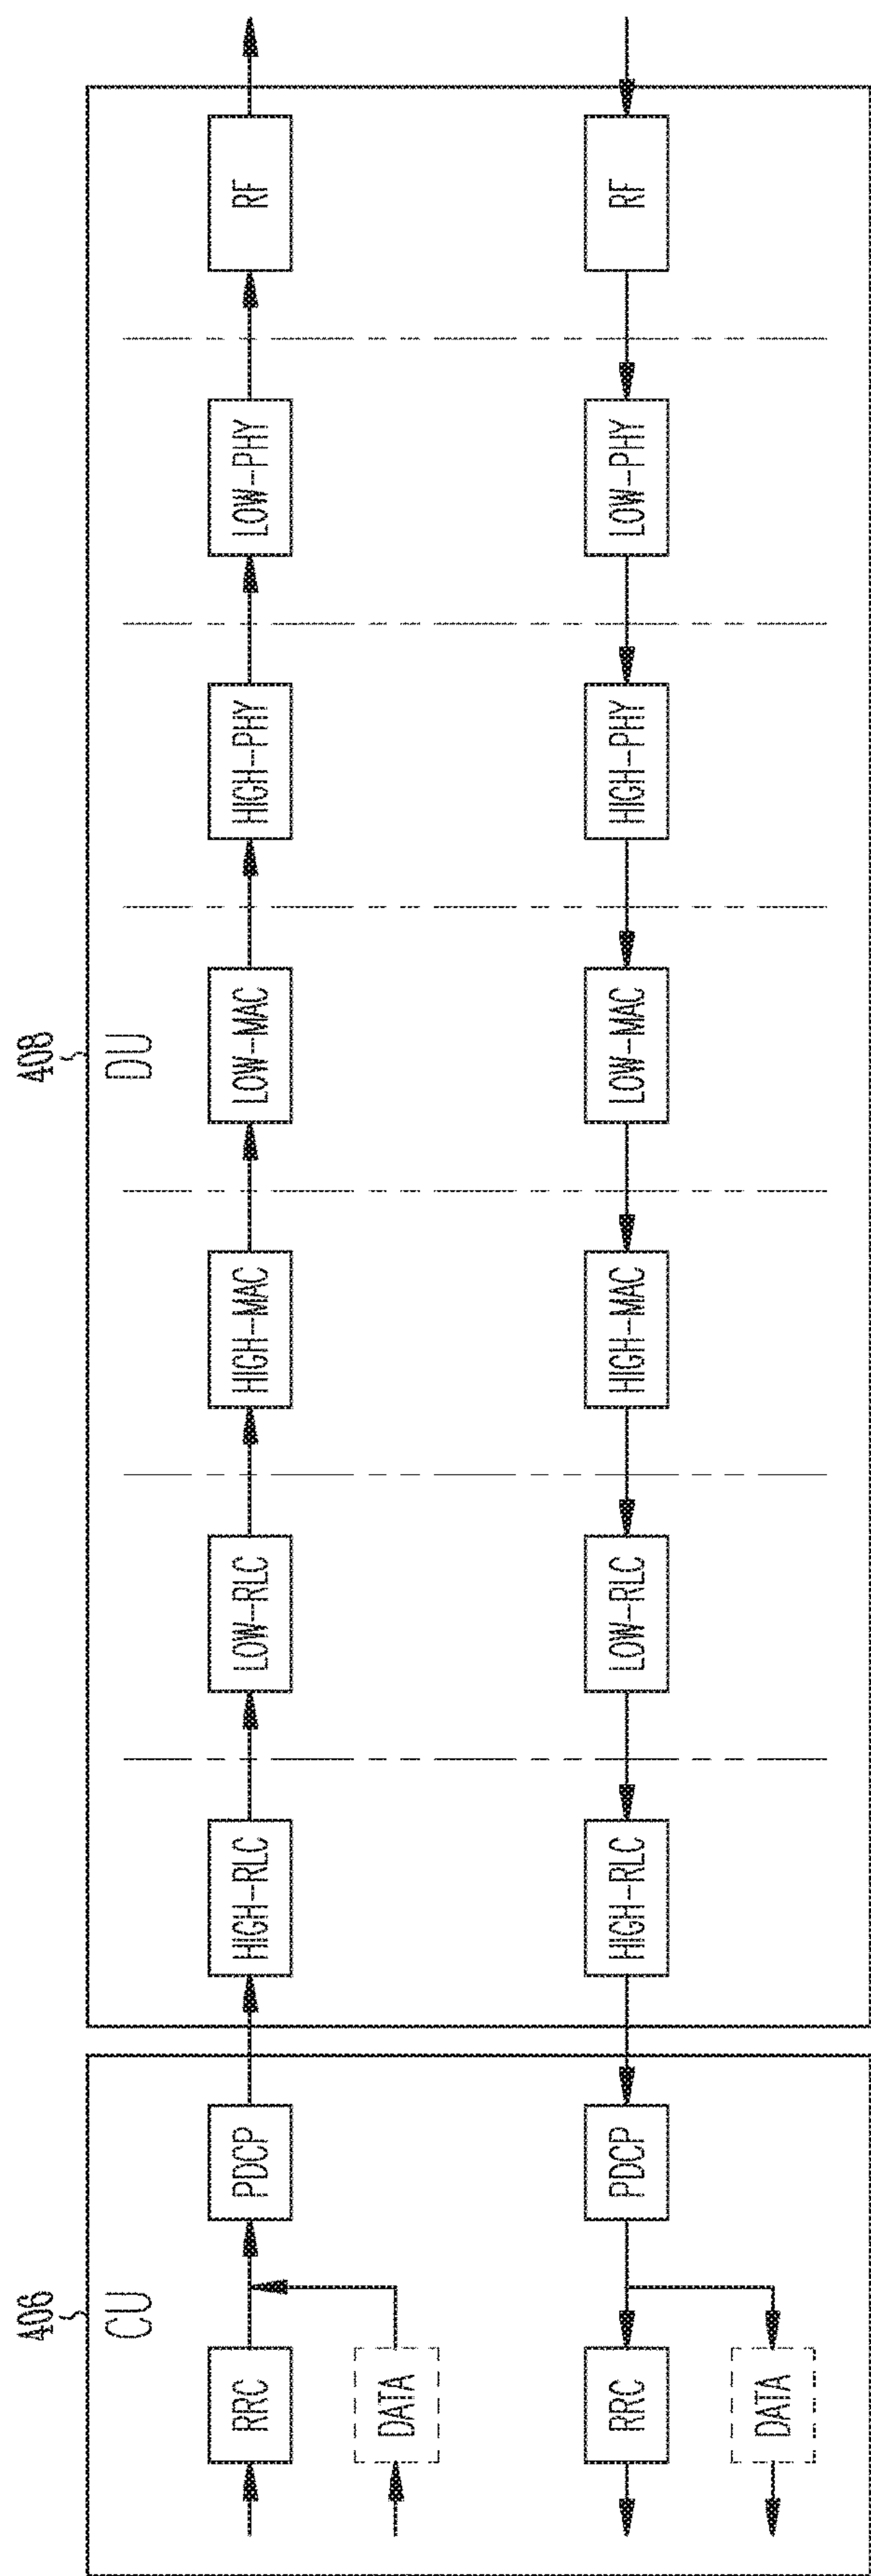 406
CU
408
DU
RRC
PDCP
HIGH-RLC
LOW-RLC
HIGH-MAC
LOW-MAC
HIGH-PHY
LOW-PHY
RF
DATA
RRC
PDCP
HIGH-RLC
LOW-RLC
HIGH-MAC
LOW-MAC
HIGH-PHY
LOW-PHY
RF
DATA